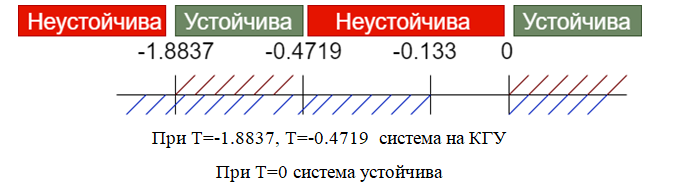 Неустойчива Устойчива Неустойчива Устойчива
-1.8837 -0.4719 -0.133 0
При Т=-1.8837, Т=-0.4719 система на КГУ
При Т=0 система устойчива